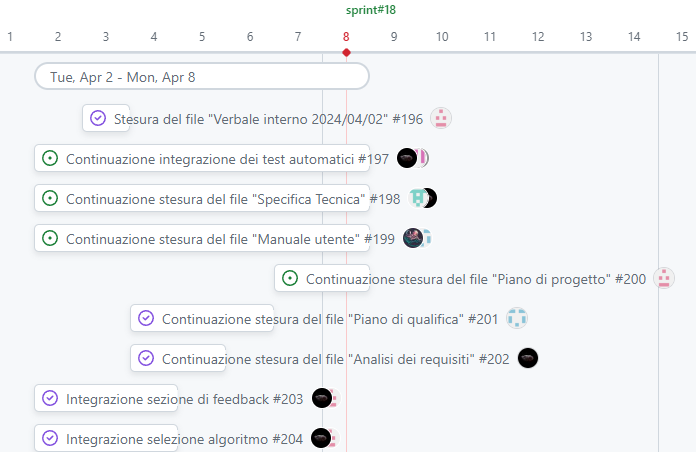 sprint#18
1 2 3 4 5 6 7 8 9 10 11 12 13 14 15
Tue, Apr 2 - Mon, Apr 8
Stesura del file "Verbale interno 2024/04/02" #196
Continuazione integrazione dei test automatici #197
Continuazione stesura del file "Specifica Tecnica" #198
Continuazione stesura del file "Manuale utente" #199
Continuazione stesura del file "Piano di progetto" #200
Continuazione stesura del file "Piano di qualifica" #201
Continuazione stesura del file "Analisi dei requisiti" #202
Integrazione sezione di feedback #203
Integrazione selezione algoritmo #204